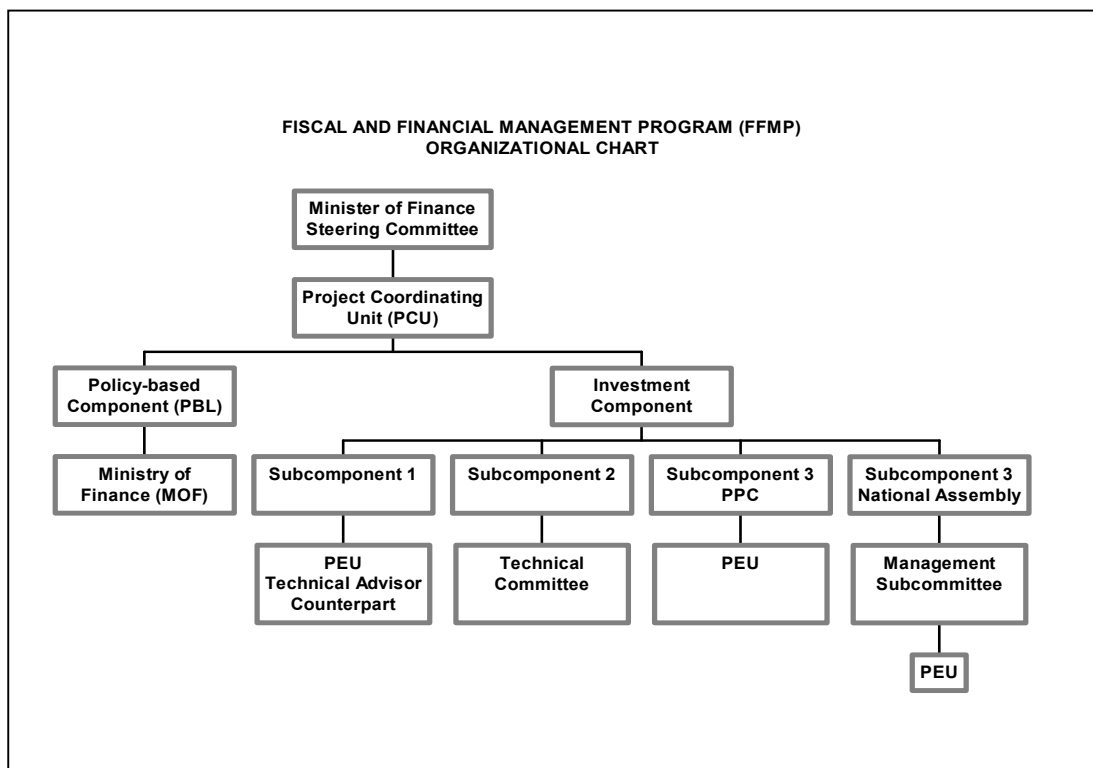 FISCAL AND FINANCIAL MANAGEMENT PROGRAM (FFMP)
ORGANIZATIONAL CHART
Minister of Finance
Steering Committee
Project Coordinating
Unit (PCU)
Policy-based
Component (PBL)
Investment
Component
Ministry of
Finance (MOF)
Subcomponent 1
Subcomponent 2
Subcomponent 3
PPC
Subcomponent 3
National Assembly
PEU
Technical Advisor
Counterpart
Technical
Committee
PEU
Management
Subcommittee
PEU